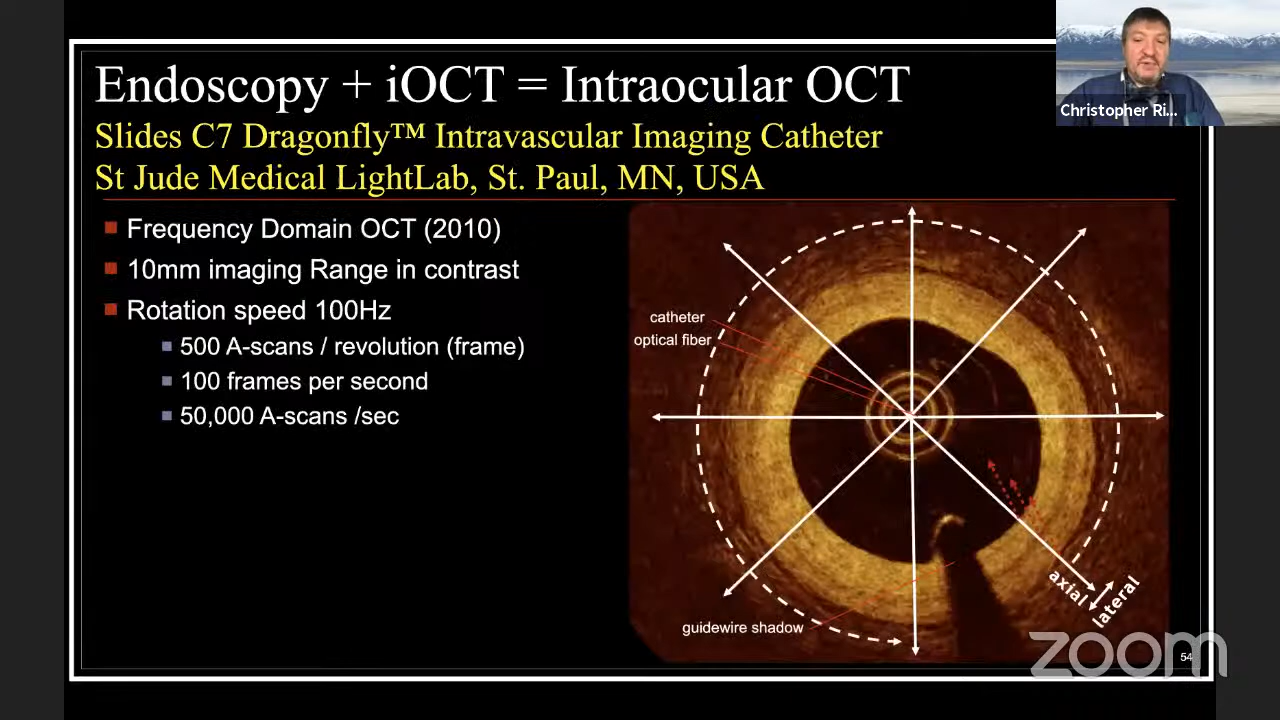 Endoscopy + iOCT = Intraocular OCT
Slides C7 Dragonfly™ Intravascular Imaging Catheter
St Jude Medical LightLab, St. Paul, MN, USA
Frequency Domain OCT (2010)
10mm imaging Range in contrast
Rotation speed 100Hz
500 A-scans / revolution (frame)
100 frames per second
50,000 A-scans /sec
catheter
optical fiber
guidewire shadow
axial
lateral
Christopher Ri...
zoom
54